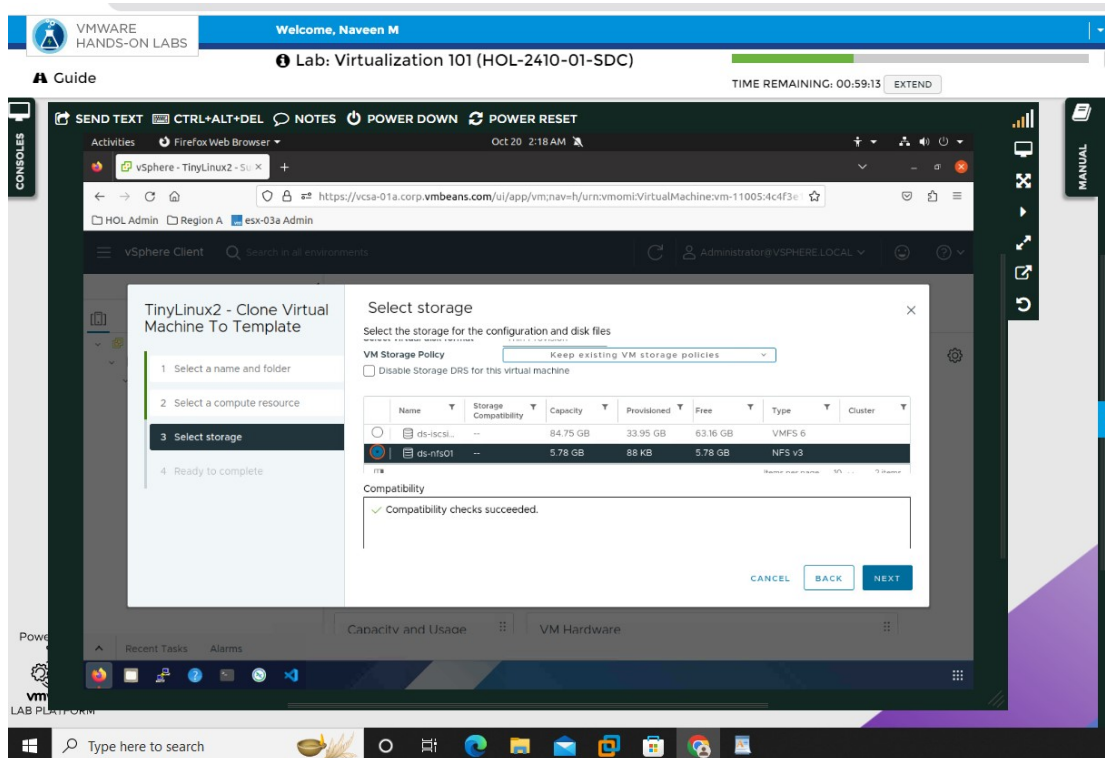 VMWARE
HANDS-ON LABS
Welcome, Naveen M
Guide
Lab: Virtualization 101 (HOL-2410-01-SDC)
TIME REMAINING: 00:59:13 EXTEND
CONSOLES
SEND TEXT CTRL+ALT+DEL NOTES POWER DOWN POWER RESET
MANUAL
Activities Firefox Web Browser Oct 20 2:18 AM
vSphere - TinyLinux2 - Su
https://vcsa-01a.corp.vmbeans.com/ui/app/vm;nav=h/urn:vmomi:VirtualMachine:vm-11005:4c4f3e1
HOL Admin Region A esx-03a Admin
vSphere Client Search in all environments Administrator@VSPHERE.LOCAL
TinyLinux2 - Clone Virtual
Machine To Template
1 Select a name and folder
2 Select a compute resource
3 Select storage
4 Ready to complete
Select storage
Select the storage for the configuration and disk files
VM Storage Policy Keep existing VM storage policies
Disable Storage DRS for this virtual machine
Name Storage Compatibility Capacity Provisioned Free Type Cluster
ds-iscsi... -- 84.75 GB 33.95 GB 63.16 GB VMFS 6
ds-nfs01 -- 5.78 GB 88 KB 5.78 GB NFS v3
Compatibility
Compatibility checks succeeded.
CANCEL BACK NEXT
Capacity and Usage VM Hardware
Recent Tasks Alarms
Powe
vm
LAB PLATFORM
Type here to search